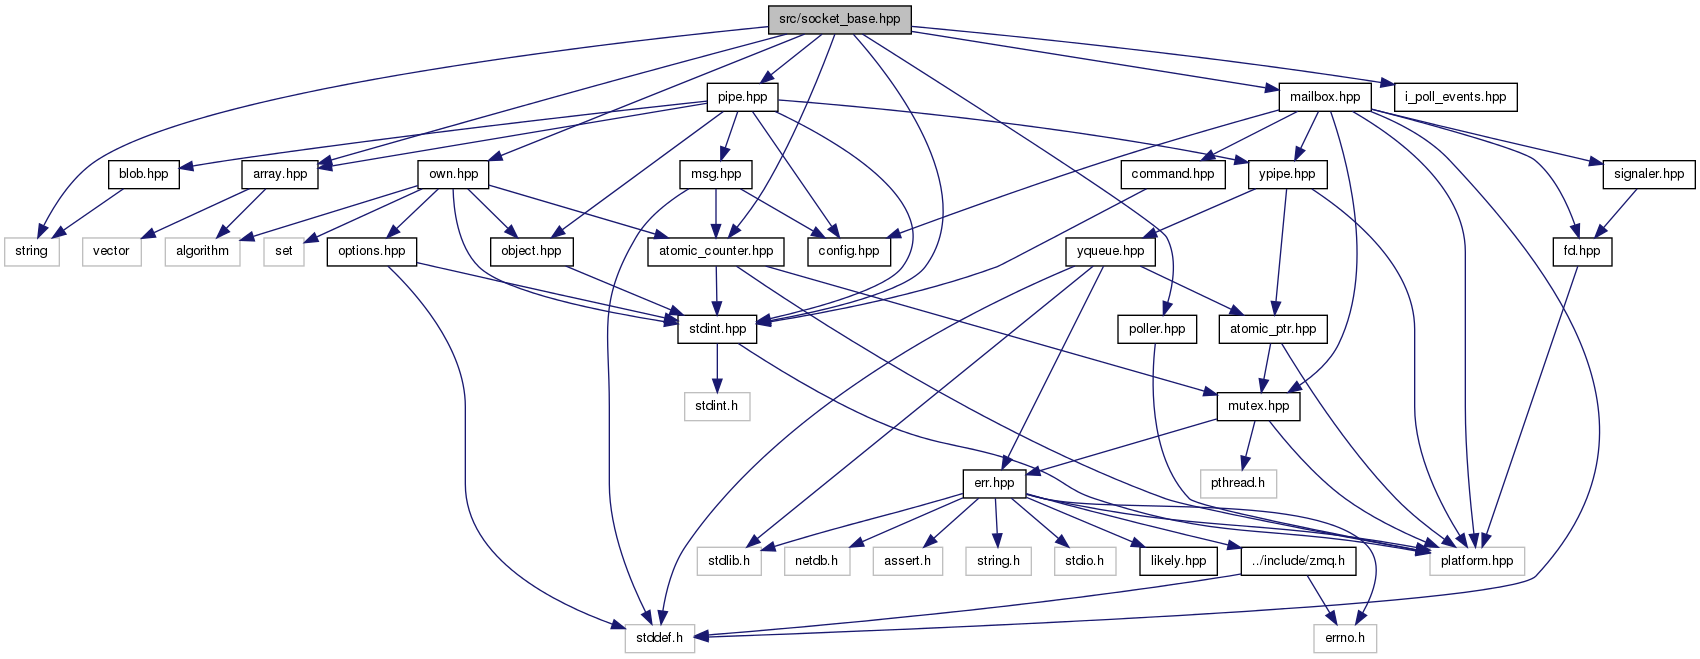 src/socket_base.hpp
pipe.hpp
mailbox.hpp
i_poll_events.hpp
blob.hpp
array.hpp
own.hpp
msg.hpp
command.hpp
ypipe.hpp
signaler.hpp
string
vector
algorithm
set
options.hpp
object.hpp
atomic_counter.hpp
config.hpp
yqueue.hpp
fd.hpp
stdint.hpp
poller.hpp
atomic_ptr.hpp
stdint.h
mutex.hpp
err.hpp
pthread.h
stdlib.h
netdb.h
assert.h
string.h
stdio.h
likely.hpp
../include/zmq.h
platform.hpp
stddef.h
errno.h